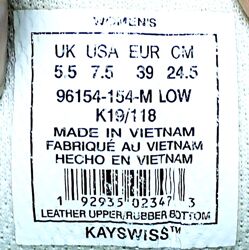 WOMEN'S
UK USA EUR CM
5.5 7.5 39 24.5
96154-154-M LOW
K19/118
MADE IN VIETNAM
FABRIQUÉ AU VIETNAM
HECHO EN VIETNAM
1 92935 02347 3
LEATHER UPPER/RUBBER BOTTOM
KAYSWISS™